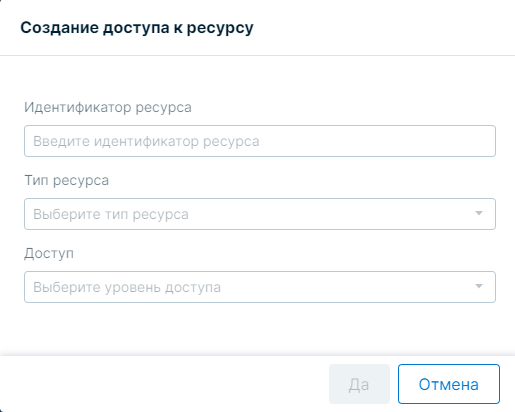 Создание доступа к ресурсу
Идентификатор ресурса
Введите идентификатор ресурса
Тип ресурса
Выберите тип ресурса
Доступ
Выберите уровень доступа
Да
Отмена